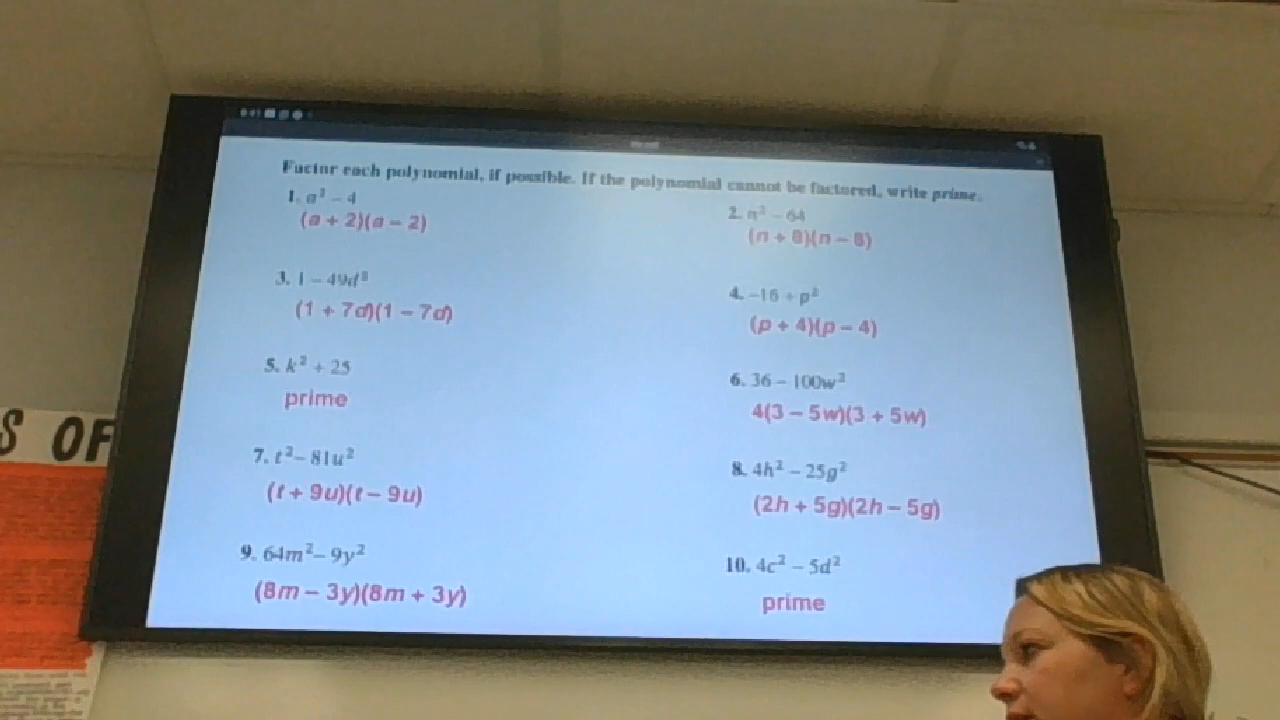 Factor each polynomial, if possible. If the polynomial cannot be factored, write prime.
1. a² – 4
(a + 2)(a – 2)
2. n² – 64
(n + 8)(n – 8)
3. 1 – 49d²
(1 + 7d)(1 – 7d)
4. –16 + p²
(p + 4)(p – 4)
5. k² + 25
prime
6. 36 – 100w²
4(3 – 5w)(3 + 5w)
7. t² – 81u²
(t + 9u)(t – 9u)
8. 4h² – 25g²
(2h + 5g)(2h – 5g)
9. 64m² – 9y²
(8m – 3y)(8m + 3y)
10. 4c² – 5d²
prime
S OF